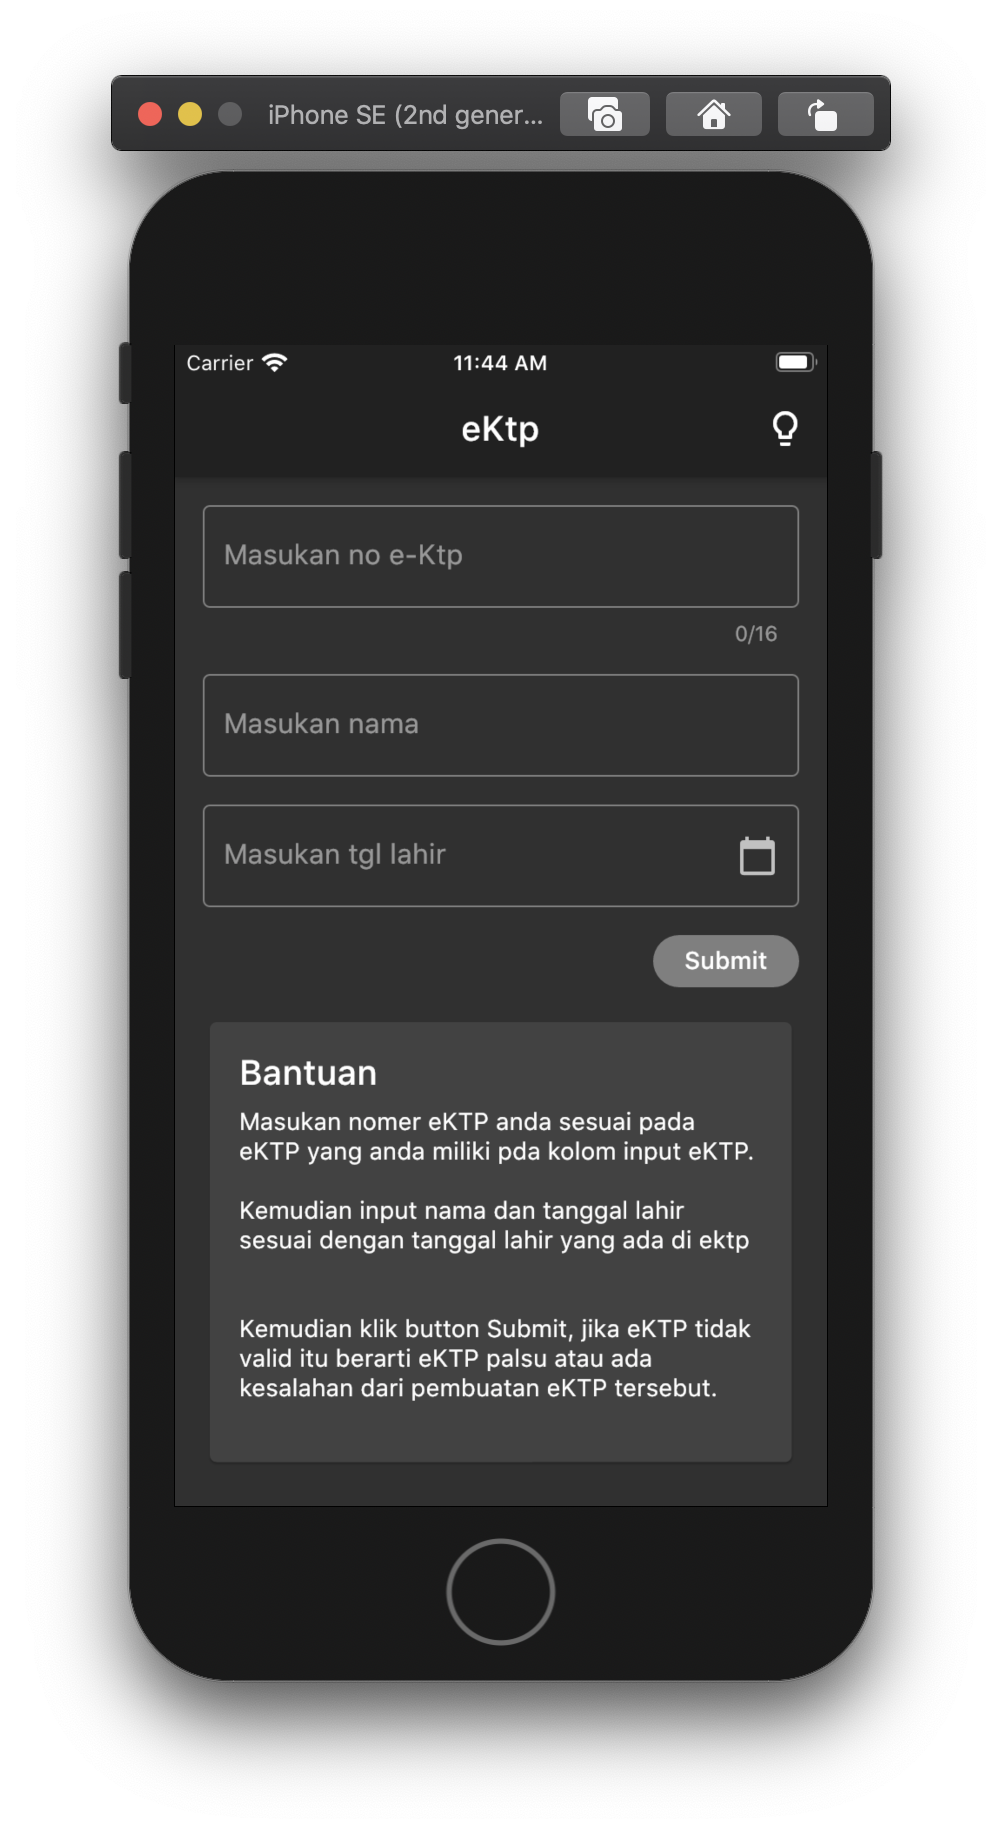 iPhone SE (2nd gener...
Carrier
11:44 AM
eKtp
Masukan no e-Ktp
0/16
Masukan nama
Masukan tgl lahir
Submit
Bantuan
Masukan nomer eKTP anda sesuai pada
eKTP yang anda miliki pda kolom input eKTP.
Kemudian input nama dan tanggal lahir
sesuai dengan tanggal lahir yang ada di ektp
Kemudian klik button Submit, jika eKTP tidak
valid itu berarti eKTP palsu atau ada
kesalahan dari pembuatan eKTP tersebut.